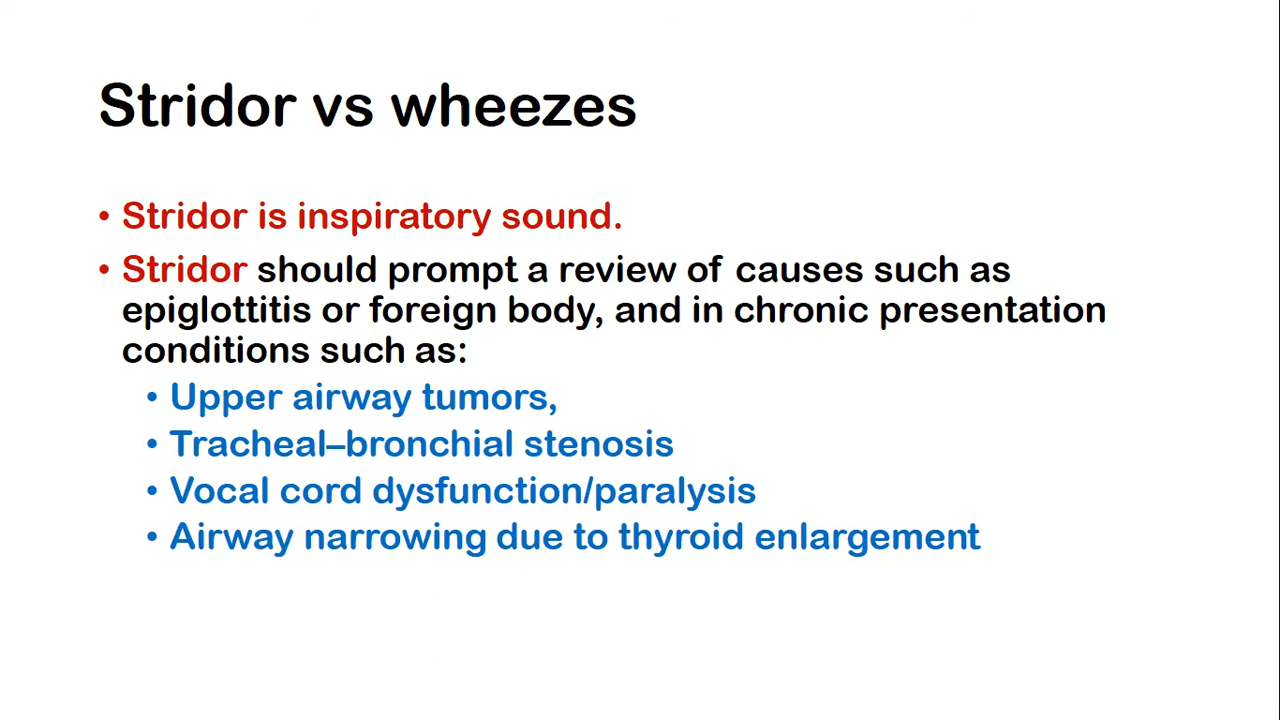 Stridor vs wheezes
• Stridor is inspiratory sound.
• Stridor should prompt a review of causes such as
epiglottitis or foreign body, and in chronic presentation
conditions such as:
• Upper airway tumors,
• Tracheal–bronchial stenosis
• Vocal cord dysfunction/paralysis
• Airway narrowing due to thyroid enlargement